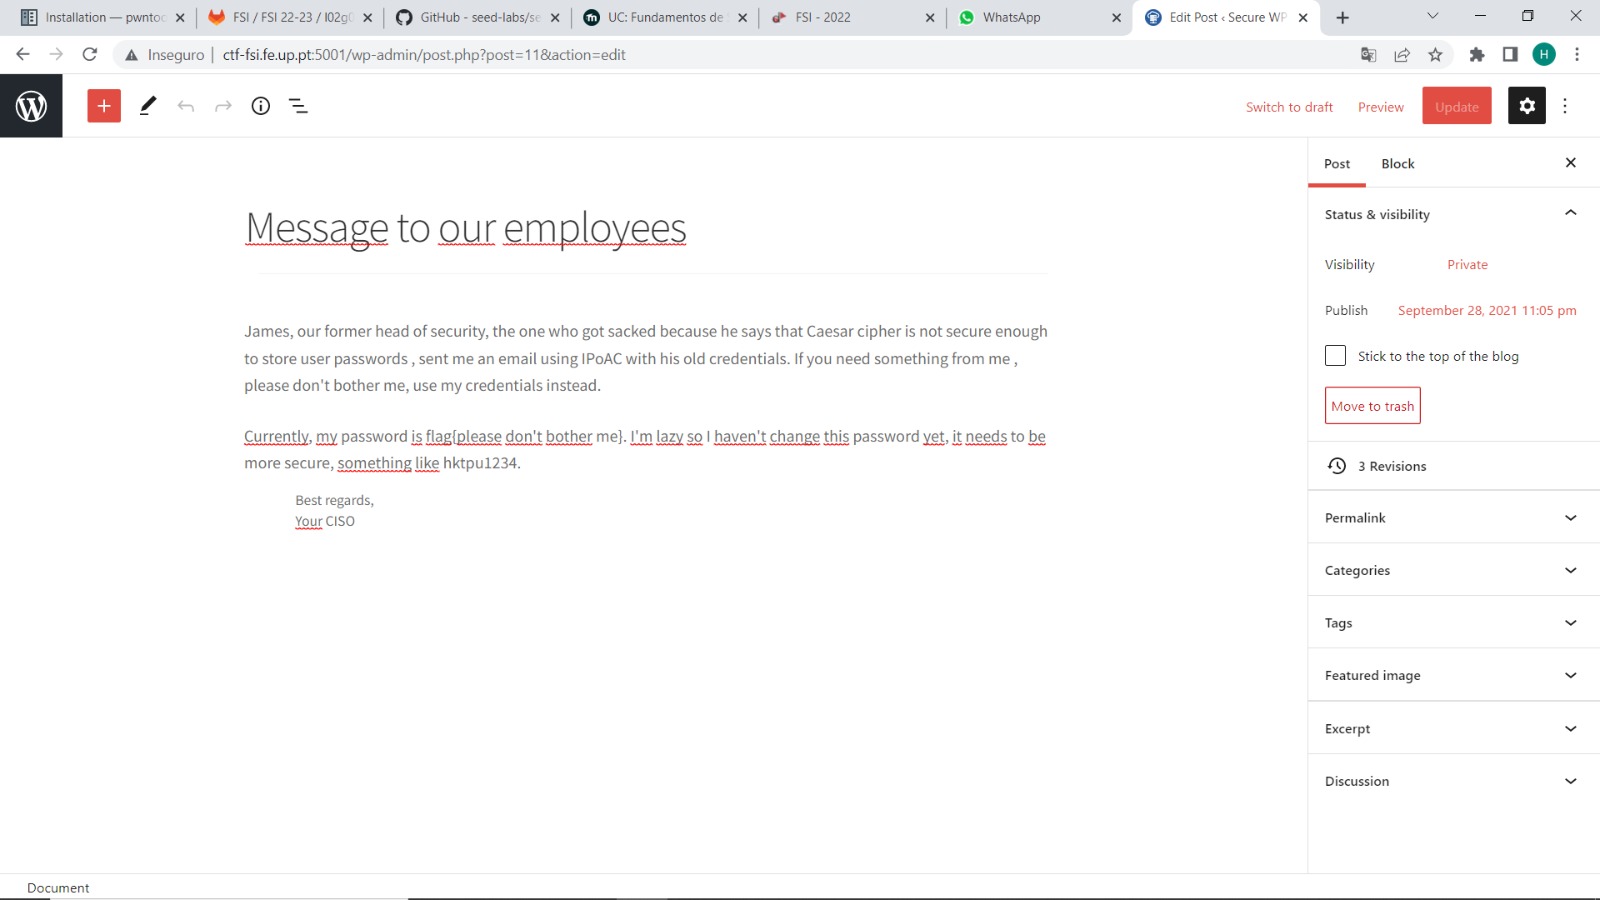 Installation — pwntoo
FSI / FSI 22-23 / l02g0
GitHub - seed-labs/se
UC: Fundamentos de
FSI - 2022
WhatsApp
Edit Post ‹ Secure WP
Inseguro | ctf-fsi.fe.up.pt:5001/wp-admin/post.php?post=11&action=edit
H
Switch to draft Preview Update
Post Block
Message to our employees
James, our former head of security, the one who got sacked because he says that Caesar cipher is not secure enough
to store user passwords , sent me an email using IPoAC with his old credentials. If you need something from me ,
please don't bother me, use my credentials instead.
Currently, my password is flag{please don't bother me}. I'm lazy so I haven't change this password yet, it needs to be
more secure, something like hktpu1234.
Best regards,
Your CISO
Status & visibility
Visibility Private
Publish September 28, 2021 11:05 pm
Stick to the top of the blog
Move to trash
3 Revisions
Permalink
Categories
Tags
Featured image
Excerpt
Discussion
Document